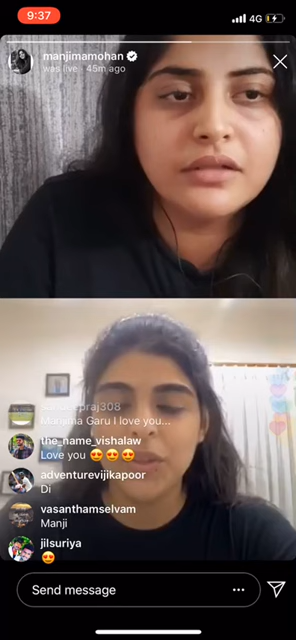 9:37
4G
manjimamohan
was live · 45m ago
raj308
Manjima Garu I love you...
the_name_vishalaw
Love you 😍😍😍
adventurevijikapoor
Di
vasanthamselvam
Manji
jilsuriya
😍
Send message